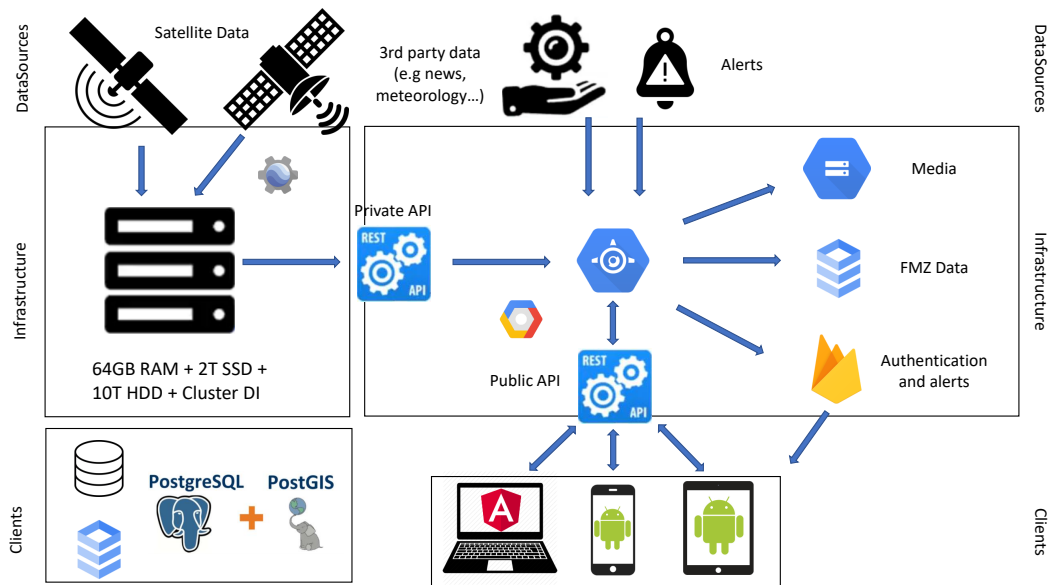 DataSources
Satellite Data
3rd party data
(e.g news,
meteorology…)
Alerts
DataSources
Infrastructure
64GB RAM + 2T SSD +
10T HDD + Cluster DI
Private API
REST
API
Media
FMZ Data
Authentication
and alerts
Public API
REST
API
Infrastructure
Clients
PostgreSQL
PostGIS
A
Clients